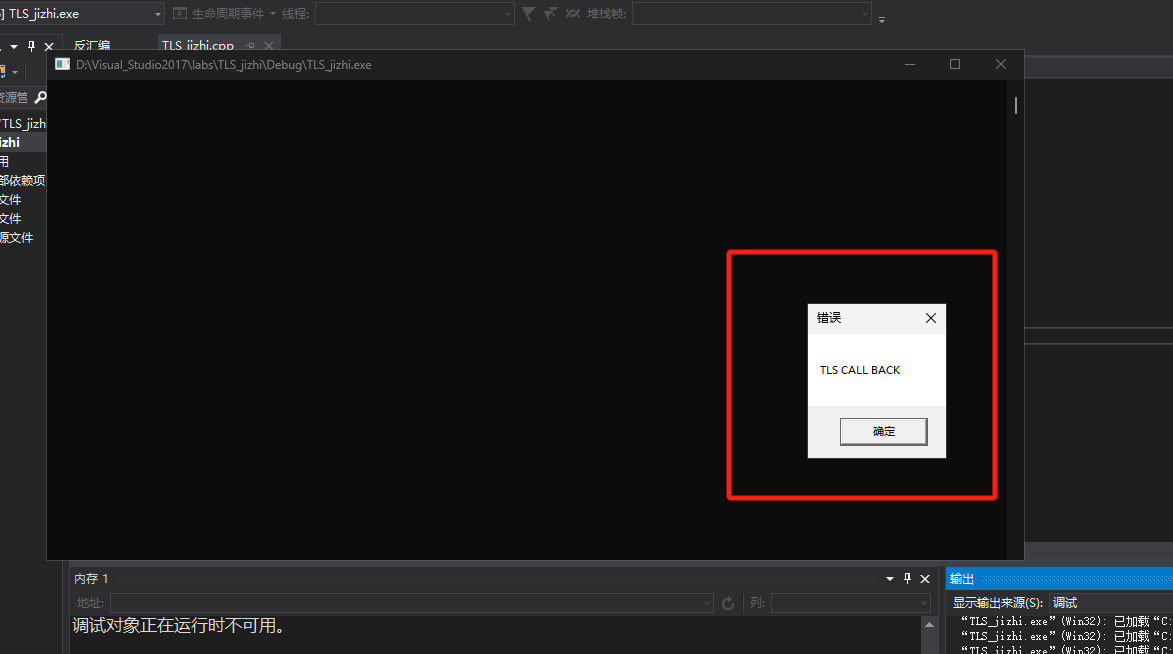 TLS_jizhi.exe
生命周期事件
线程:
堆栈帧:
反汇编
TLS_jizhi.cpp
D:\Visual_Studio2017\labs\TLS_jizhi\Debug\TLS_jizhi.exe
资源管
'TLS_jizhi
jizhi
用
部依赖项
文件
文件
源文件
错误
TLS CALL BACK
确定
内存 1
地址:
列:
调试对象正在运行时不可用。
输出
显示输出来源(S):
调试
“TLS_jizhi.exe”(Win32): 已加载“C:
“TLS_jizhi.exe”(Win32): 已加载“C:
“TLS_jizhi.exe”(Win32): 已加载“C: